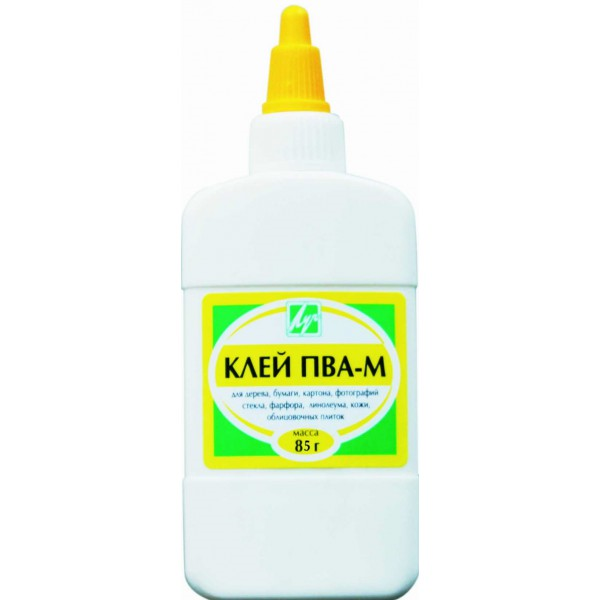 Луч
КЛЕЙ ПВА-М
для дерева, бумаги, картона, фотографий
стекла, фарфора, линолеума, кожи,
облицовочных плиток
масса
85 г